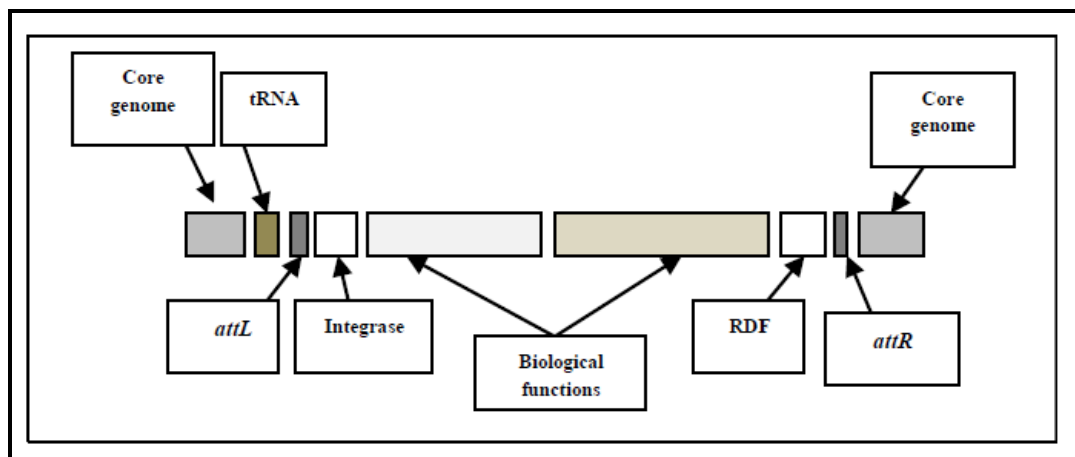 Core
genome
tRNA
Core
genome
attL
Integrase
Biological
functions
RDF
attR